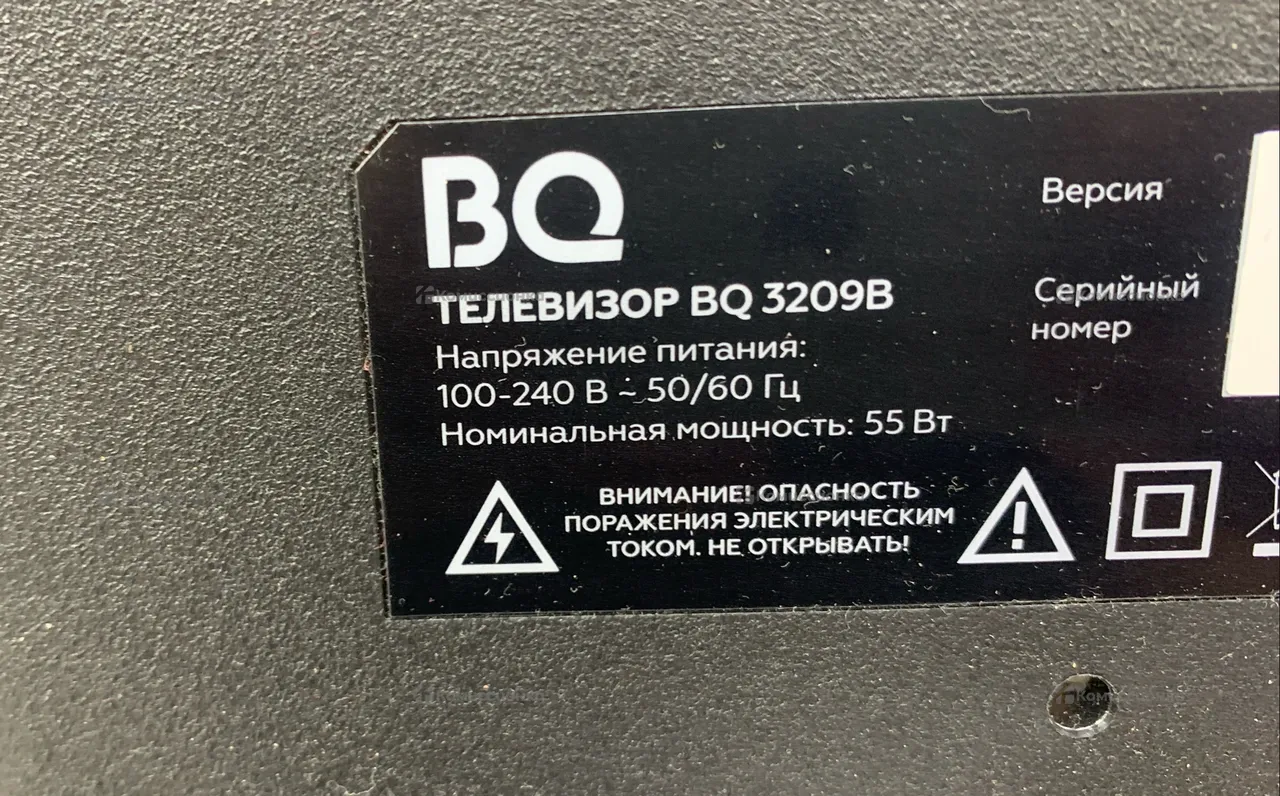 BQ
ТЕЛЕВИЗОР BQ 3209B
Напряжение питания:
100-240 В ~ 50/60 Гц
Номинальная мощность: 55 Вт
ВНИМАНИЕ! ОПАСНОСТЬ
ПОРАЖЕНИЯ ЭЛЕКТРИЧЕСКИМ
ТОКОМ. НЕ ОТКРЫВАТЬ!
Версия
Серийный
номер